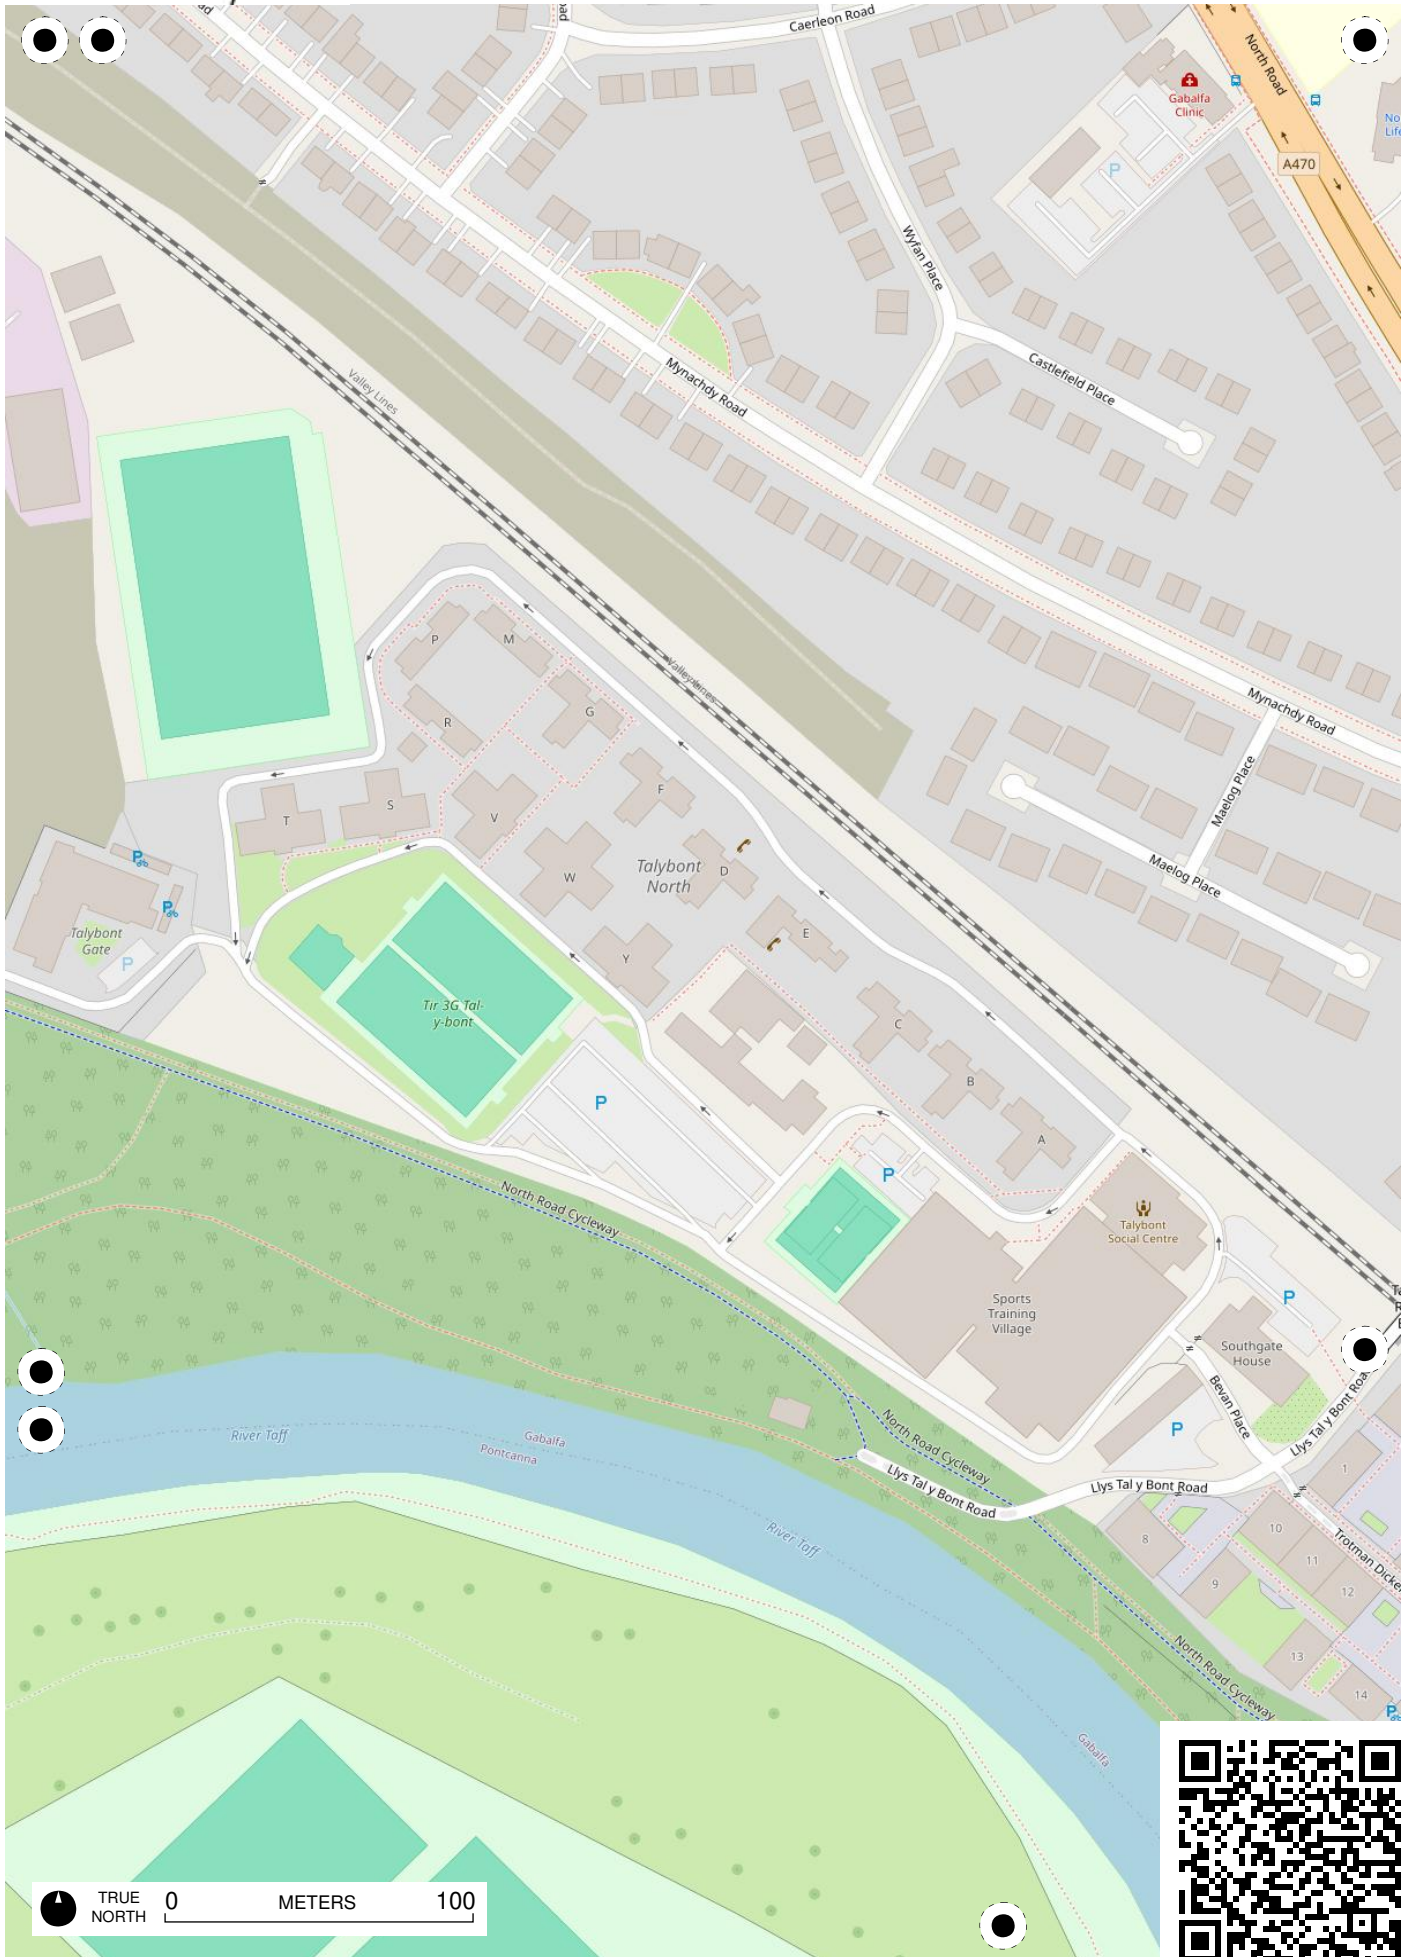 Caerleon Road
North Road
Gabalfa
Clinic
A470
P
Wyfan Place
Castlefield Place
Mynachdy Road
Valley Lines
Valley Lines
Mynachdy Road
Maelog Place
Maelog Place
P
M
R
G
F
T
S
V
W
Talybont
North
D
E
Y
P
P
Talybont
Gate
P
Tir 3G Tal-
y-bont
C
B
A
P
P
North Road Cycleway
Talybont
Social Centre
Sports
Training
Village
P
Southgate
House
Bevan Place
P
Llys Tal y Bont Road
North Road Cycleway
Llys Tal y Bont Road
Llys Tal y Bont Road
River Taff
Gabalfa
Pontcanna
River Taff
1
8
9
10
11
12
13
14
North Road Cycleway
P
Gabalfa
TRUE
NORTH
0 METERS 100